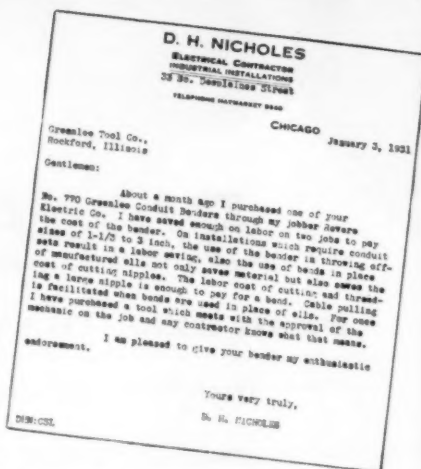 D. H. NICHOLES
ELECTRICAL CONTRACTOR
INDUSTRIAL INSTALLATIONS
33 So. Desplaines Street
TELEPHONE HAYMARKET
CHICAGO
January 3, 1931
Greenlee Tool Co.,
Rockford, Illinois
Gentlemen:
About a month ago I purchased one of your
No. 770 Greenlee Conduit Benders through my jobber Revere
Electric Co. I have saved enough on labor on two jobs to pay
the cost of the bender. On installations which require conduit
sizes of 1-1/2 to 3 inch, the use of the bender in throwing off-
sets result in a labor saving, also the use of bends in place
of manufactured ells not only saves material but also saves the
cost of cutting nipples. The labor cost of cutting and thread-
ing a large nipple is enough to pay for a bend. Cable pulling
is facilitated when bends are used in place of ells. For once
I have purchased a tool which meets with the approval of the
mechanic on the job and any contractor knows what that means.
I am pleased to give your bender my enthusiastic
endorsement.
Yours very truly,
D. H. NICHOLES
DHN:CSL